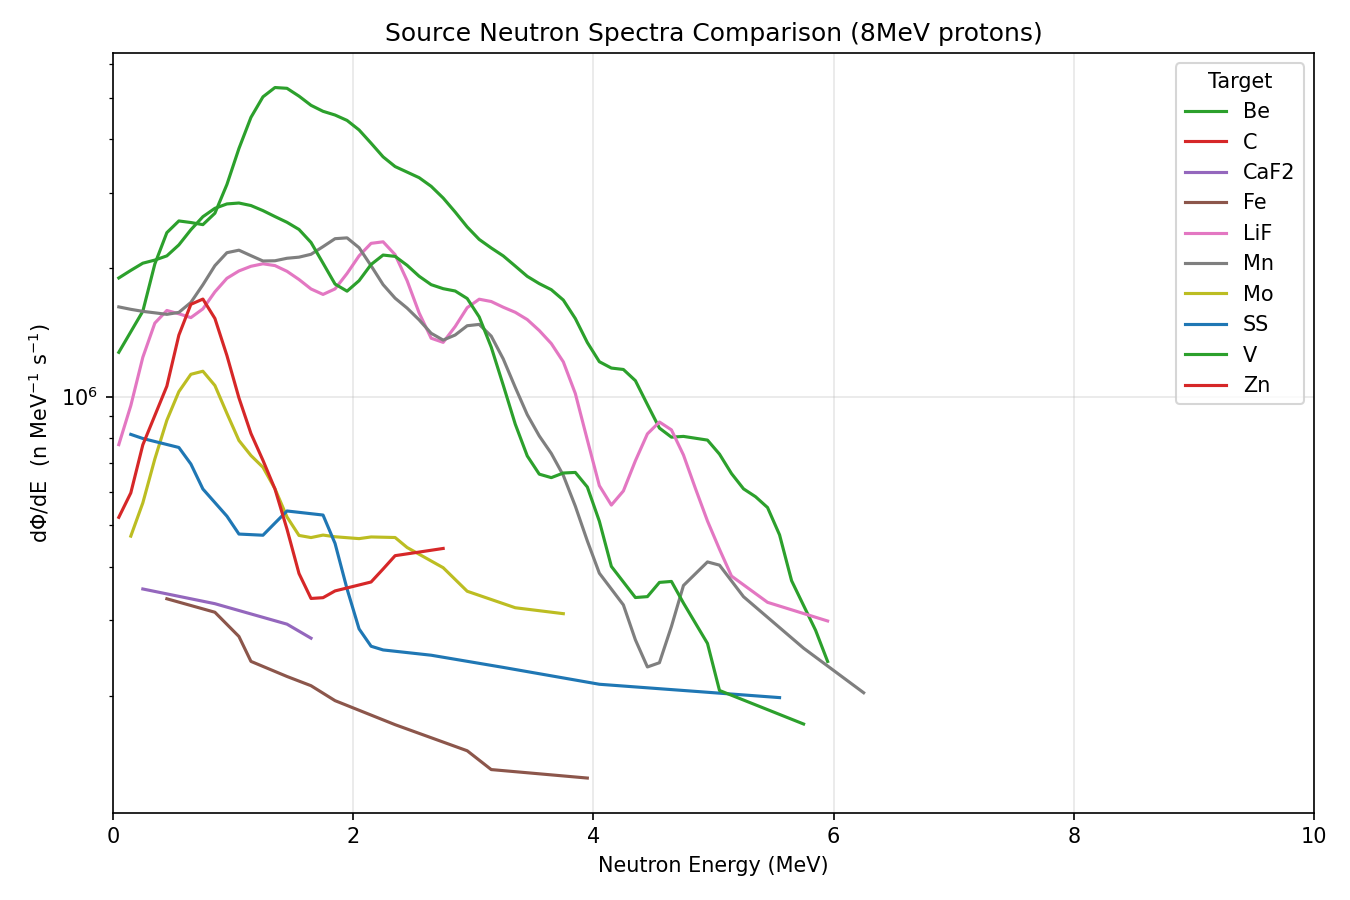 Source Neutron Spectra Comparison (8MeV protons)
Target
Be
C
CaF2
Fe
LiF
Mn
Mo
SS
V
Zn
dΦ/dE  (n MeV⁻¹ s⁻¹)
10⁶
0 2 4 6 8 10
Neutron Energy (MeV)